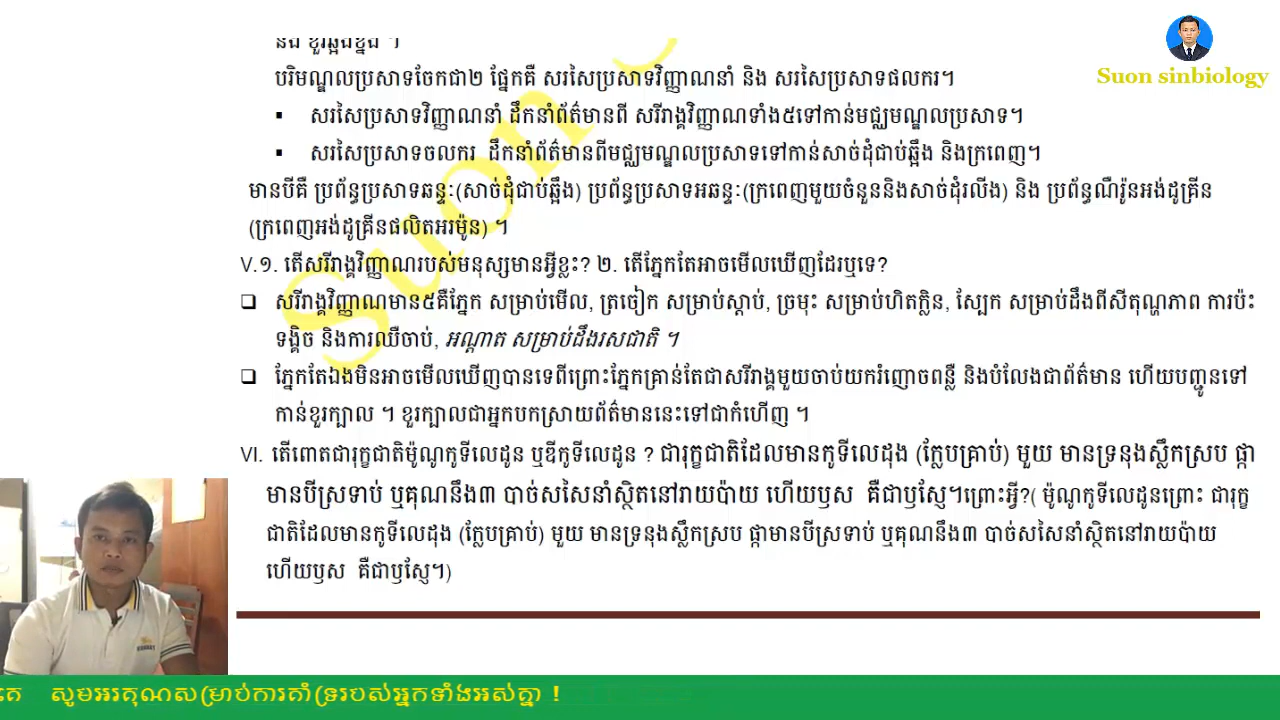 និង ខួរឆ្អឹងខ្នង ។
Suon sinbiology
បរិមណ្ឌលប្រសាទចែកជា២ ផ្នែកគឺ សរសៃប្រសាទវិញ្ញាណនាំ និង សរសៃប្រសាទផលករ។
▪ សរសៃប្រសាទវិញ្ញាណនាំ ដឹកនាំព័ត៌មានពី សរីរាង្គវិញ្ញាណទាំង៥ទៅកាន់មជ្ឈមណ្ឌលប្រសាទ។
▪ សរសៃប្រសាទចលករ ដឹកនាំព័ត៌មានពីមជ្ឈមណ្ឌលប្រសាទទៅកាន់សាច់ដុំជាប់ឆ្អឹង និងក្រពេញ។
មានបីគឺ ប្រព័ន្ធប្រសាទឆន្ទៈ(សាច់ដុំជាប់ឆ្អឹង) ប្រព័ន្ធប្រសាទអឆន្ទៈ(ក្រពេញមួយចំនួននិងសាច់ដុំរលីង) និង ប្រព័ន្ធណឺរ៉ូនអង់ដូគ្រីន
(ក្រពេញអង់ដូគ្រីនផលិតអរម៉ូន) ។
V.១. តើសរីរាង្គវិញ្ញាណរបស់មនុស្សមានអ្វីខ្លះ? ២. តើភ្នែកតែអាចមើលឃើញដែរឬទេ?
❑ សរីរាង្គវិញ្ញាណមាន៥គឺភ្នែក សម្រាប់មើល, ត្រចៀក សម្រាប់ស្តាប់, ច្រមុះ សម្រាប់ហិតក្លិន, ស្បែក សម្រាប់ដឹងពីសីតុណ្ហភាព ការប៉ះ
ទង្គិច និងការឈឺចាប់, អណ្តាត សម្រាប់ដឹងរសជាតិ ។
❑ ភ្នែកតែឯងមិនអាចមើលឃើញបានទេពីព្រោះភ្នែកគ្រាន់តែជាសរីរាង្គមួយចាប់យករំញោចពន្លឺ និងបំលែងជាព័ត៌មាន ហើយបញ្ជូនទៅ
កាន់ខួរក្បាល ។ ខួរក្បាលជាអ្នកបកស្រាយព័ត៌មាននេះទៅជាកំហើញ ។
VI. តើពោតជារុក្ខជាតិម៉ូណូកូទីលេដូន ឬឌីកូទីលេដូន ? ជារុក្ខជាតិដែលមានកូទីលេដុង (ក្លែបគ្រាប់) មួយ មានទ្រនុងស្លឹកស្រប ផ្កា
មានបីស្រទាប់ ឬគុណនឹង៣ បាច់សសៃនាំស្ថិតនៅរាយប៉ាយ ហើយឫស គឺជាឫស្ញែ។ព្រោះអ្វី?( ម៉ូណូកូទីលេដូនព្រោះ ជារុក្ខ
ជាតិដែលមានកូទីលេដុង (ក្លែបគ្រាប់) មួយ មានទ្រនុងស្លឹកស្រប ផ្កាមានបីស្រទាប់ ឬគុណនឹង៣ បាច់សសៃនាំស្ថិតនៅរាយប៉ាយ
ហើយឫស គឺជាឫស្ញែ។)
Suon
សូមអរគុណសម្រាប់ការគាំទ្ររបស់អ្នកទាំងអស់គ្នា !